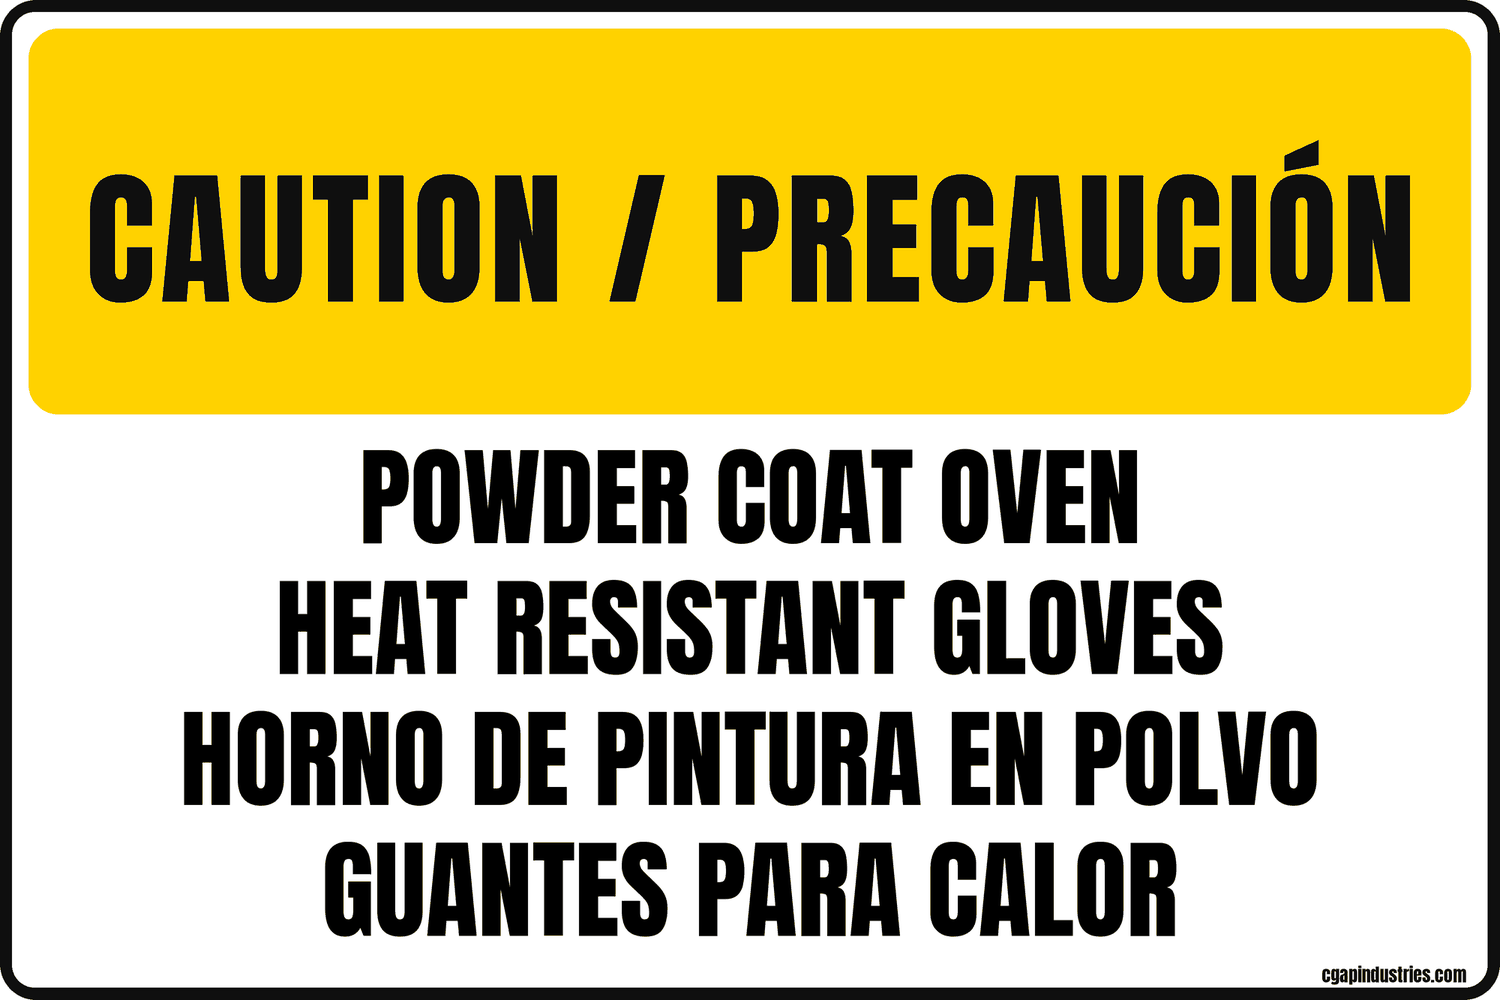 CAUTION / PRECAUCIÓN
POWDER COAT OVEN
HEAT RESISTANT GLOVES
HORNO DE PINTURA EN POLVO
GUANTES PARA CALOR
cgapindustries.com